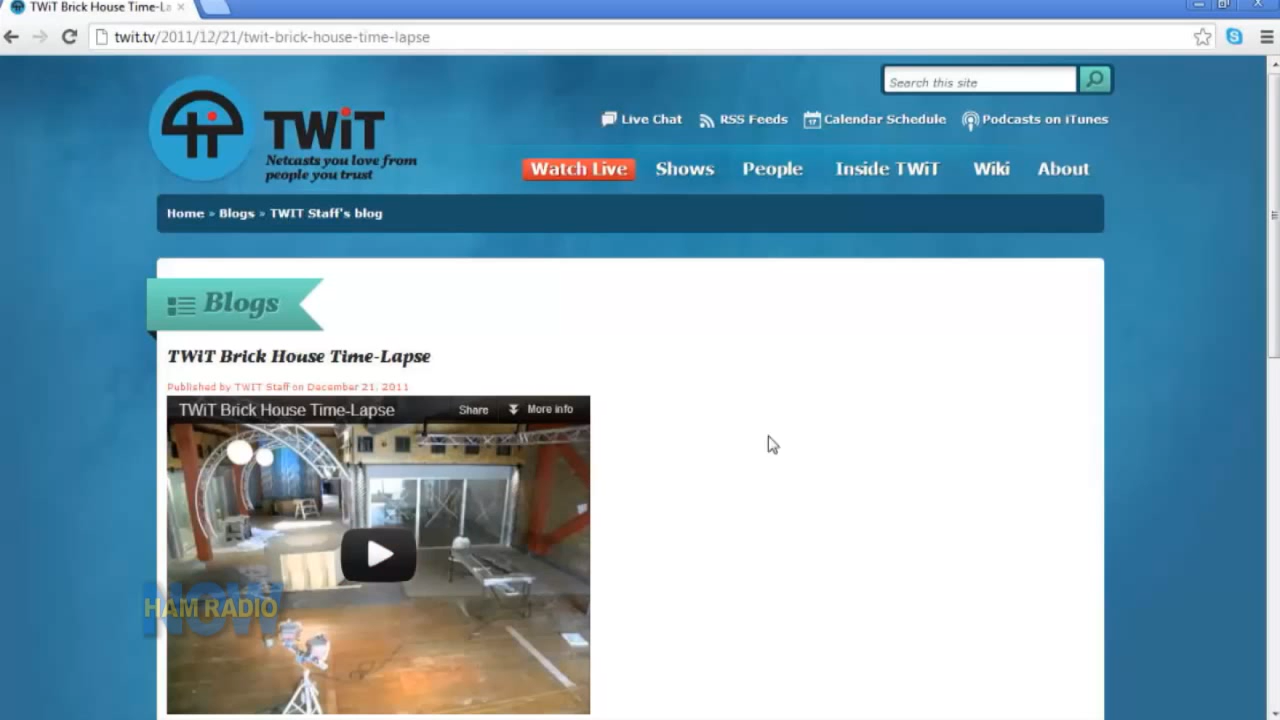 TWiT Brick House Time-La
twit.tv/2011/12/21/twit-brick-house-time-lapse
Search this site
Live Chat RSS Feeds 17 Calendar Schedule Podcasts on iTunes
TWiT
Netcasts you love from
people you trust
Watch Live Shows People Inside TWiT Wiki About
Home » Blogs » TWIT Staff's blog
Blogs
TWiT Brick House Time-Lapse
Published by TWIT Staff on December 21, 2011
TWiT Brick House Time-Lapse Share More info
HAM RADIO
NOW